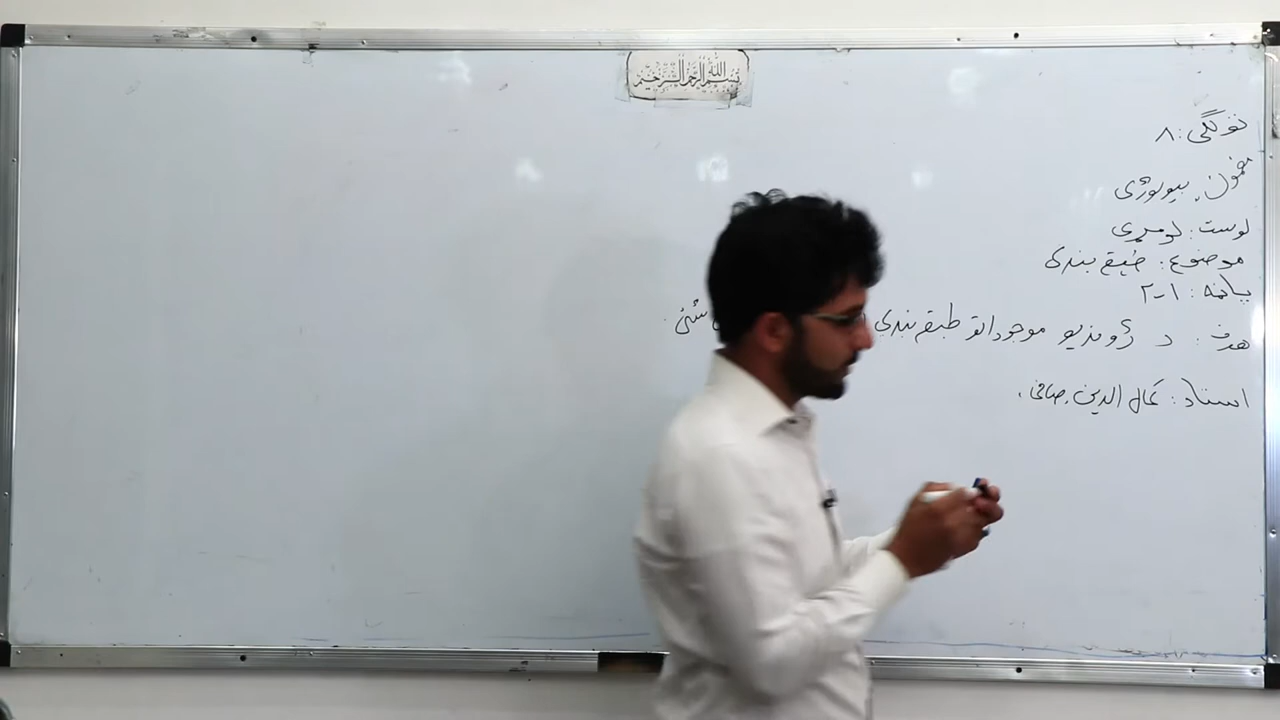 بسم الله الرحمن الرحیم
ټولګی: ۸
مضمون: بیولوژی
لوست: لومړی
موضوع: طبقه بندی
پاڼه: ۱-۲
هدف: د ژوندیو موجوداتو طبقه بندی شي.
استاد: کمال الدین صافی.